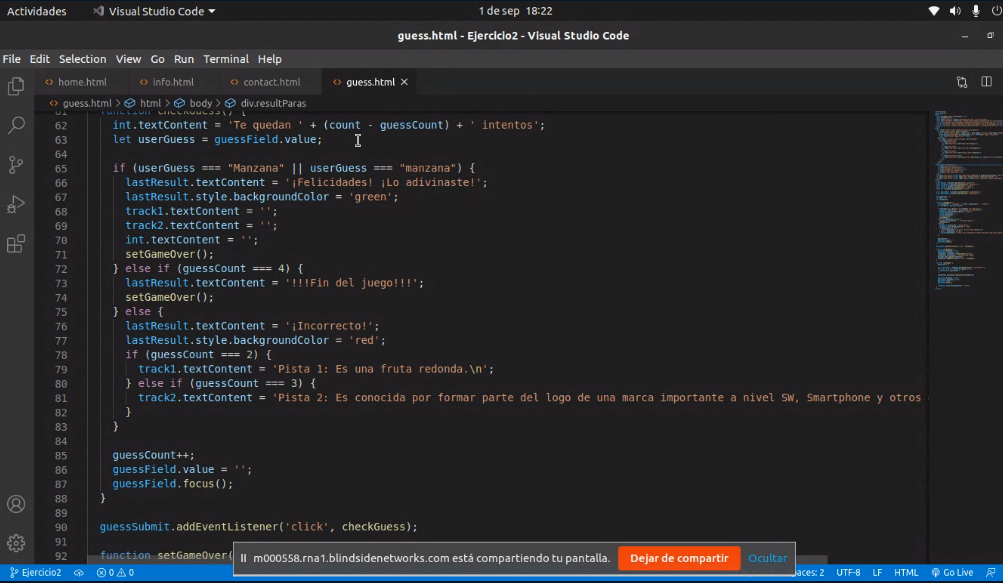 Actividades Visual Studio Code 1 de sep 18:22
guess.html - Ejercicio2 - Visual Studio Code
File Edit Selection View Go Run Terminal Help
home.html info.html contact.html guess.html
guess.html > html > body > div.resultParas
61 function checkGuess() {
62 int.textContent = 'Te quedan ' + (count - guessCount) + ' intentos';
63 let userGuess = guessField.value;
64
65 if (userGuess === "Manzana" || userGuess === "manzana") {
66 lastResult.textContent = '¡Felicidades! ¡Lo adivinaste!';
67 lastResult.style.backgroundColor = 'green';
68 track1.textContent = '';
69 track2.textContent = '';
70 int.textContent = '';
71 setGameOver();
72 } else if (guessCount === 4) {
73 lastResult.textContent = '!!!Fin del juego!!!';
74 setGameOver();
75 } else {
76 lastResult.textContent = '¡Incorrecto!';
77 lastResult.style.backgroundColor = 'red';
78 if (guessCount === 2) {
79 track1.textContent = 'Pista 1: Es una fruta redonda.\n';
80 } else if (guessCount === 3) {
81 track2.textContent = 'Pista 2: Es conocida por formar parte del logo de una marca importante a nivel SW, Smartphone y otros
82 }
83 }
84
85 guessCount++;
86 guessField.value = '';
87 guessField.focus();
88 }
89
90 guessSubmit.addEventListener('click', checkGuess);
91
92 function setGameOver(
m000558.rna1.blindsidenetworks.com está compartiendo tu pantalla. Dejar de compartir Ocultar
Ejercicio2 0 0 paces: 2 UTF-8 LF HTML Go Live